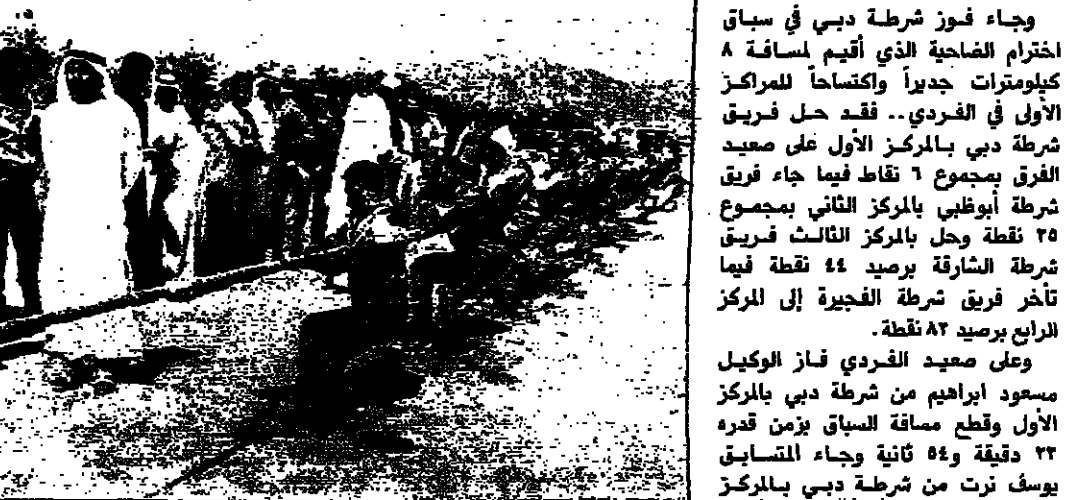 وجاء فوز شرطة دبي في سباق
اختراق الضاحية الذي أقيم لمسافة ٨
كيلومترات جديراً واكتساحاً للمراكز
الأولى في الفردي.. فقد حل فريق
شرطة دبي بالمركز الأول على صعيد
الفرق بمجموع ٦ نقاط فيما جاء فريق
شرطة أبوظبي بالمركز الثاني بمجموع
٢٥ نقطة وحل بالمركز الثالث فريق
شرطة الشارقة برصيد ٤٤ نقطة فيما
تأخر فريق شرطة الفجيرة إلى المركز
الرابع برصيد ٨٢ نقطة.
وعلى صعيد الفردي فاز الوكيل
مسعود ابراهيم من شرطة دبي بالمركز
الأول وقطع مسافة السباق بزمن قدره
٢٣ دقيقة و٥٤ ثانية وجاء المتسابق
يوسف نرت من شرطة دبي بالمركز